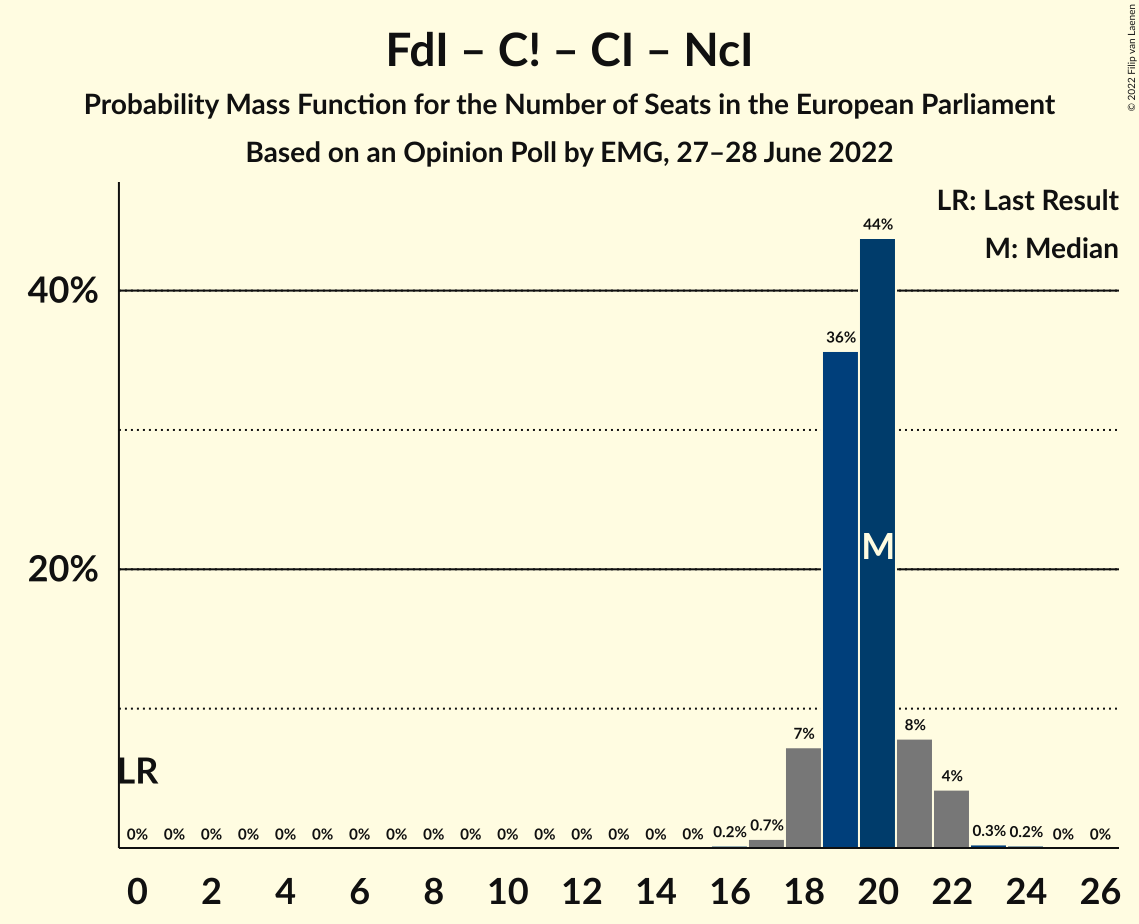 FdI – C! – CI – NcI
Probability Mass Function for the Number of Seats in the European Parliament
Based on an Opinion Poll by EMG, 27–28 June 2022
© 2022 Filip van Laenen
LR: Last Result
M: Median
40%
20%
44%
36%
M
LR
0% 0% 0% 0% 0% 0% 0% 0% 0% 0% 0% 0% 0% 0% 0% 0% 0.2% 0.7% 7% 8% 4% 0.3% 0.2% 0% 0%
0 2 4 6 8 10 12 14 16 18 20 22 24 26